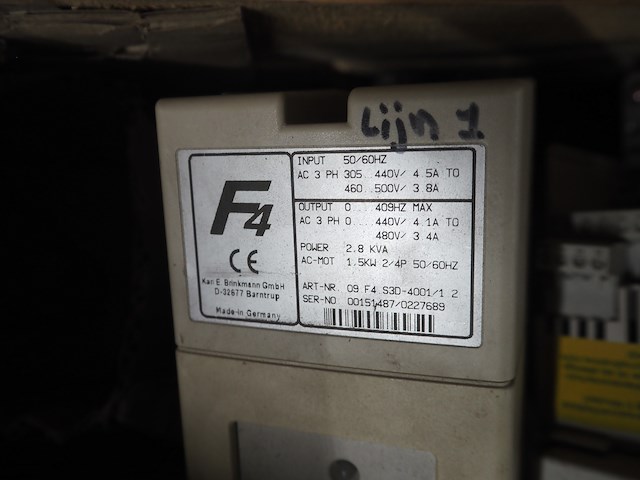 Lijn 1
F4
CE
Karl E. Brinkmann GmbH
D-32677 Barntrup
Made in Germany
INPUT 50/60HZ
AC 3 PH 305...440V/ 4.5A TO
460...500V/ 3.8A
OUTPUT 0......409HZ MAX
AC 3 PH 0......440V/ 4.1A TO
480V/ 3.4A
POWER 2.8 KVA
AC-MOT 1.5KW 2/4P 50/60HZ
ART-NR. 09.F4.S3D-4001/1.2
SER-NO. 00151487/0227689